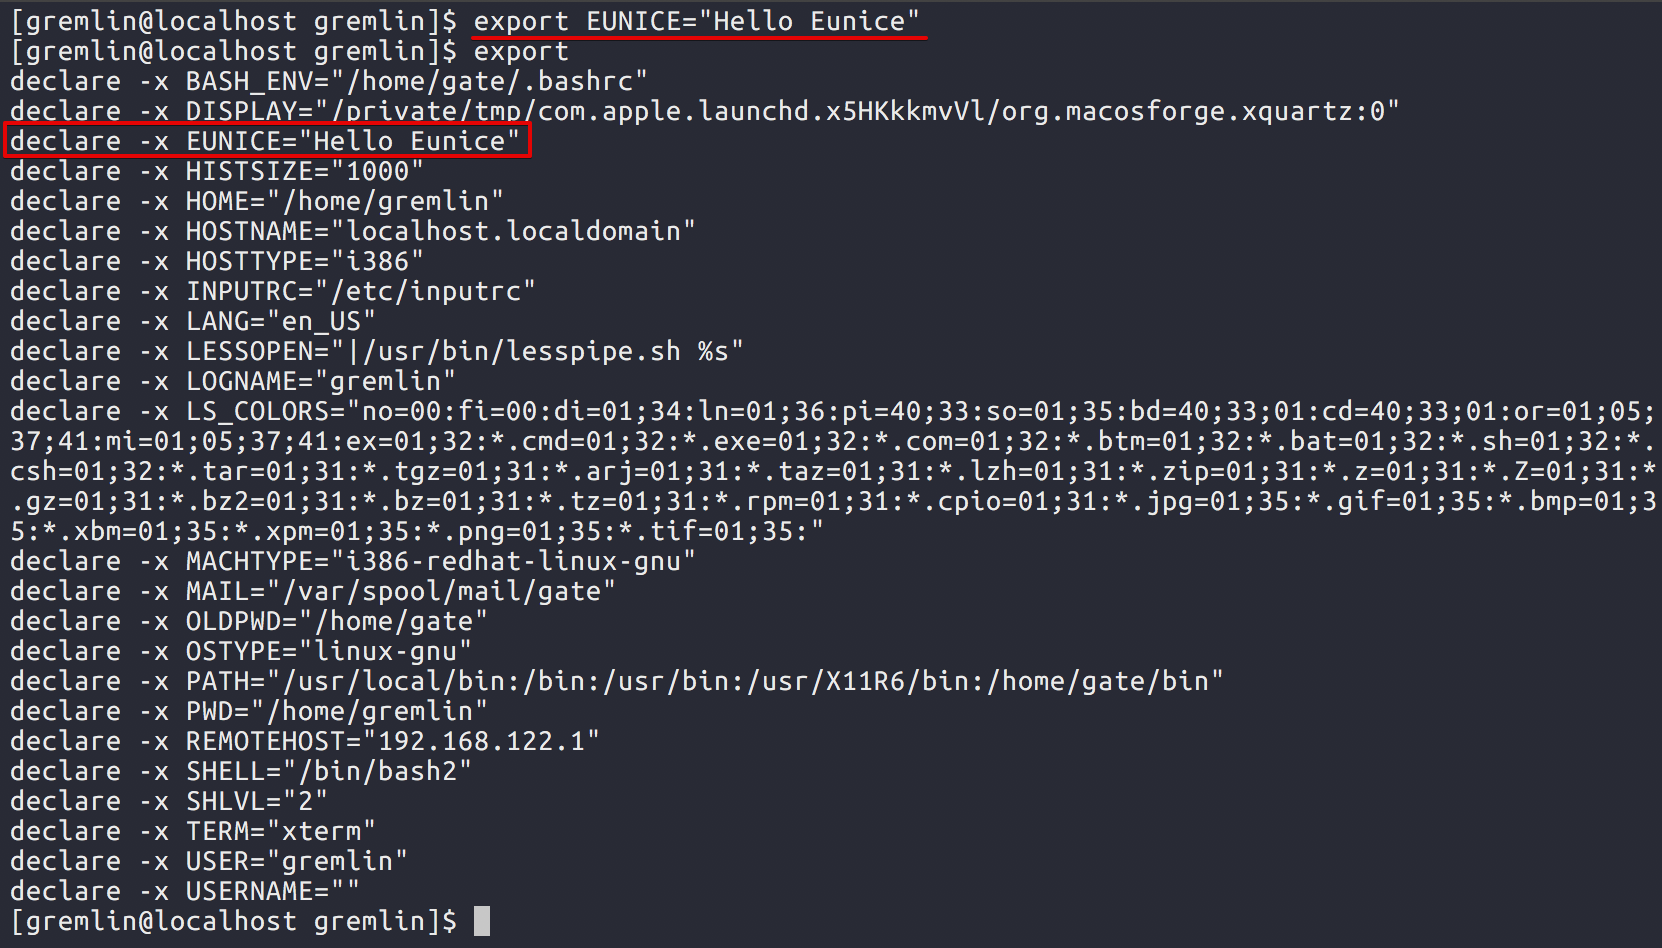 [gremlin@localhost gremlin]$ export EUNICE="Hello Eunice"
[gremlin@localhost gremlin]$ export
declare -x BASH_ENV="/home/gate/.bashrc"
declare -x DISPLAY="/private/tmp/com.apple.launchd.x5HKkkmvVl/org.macosforge.xquartz:0"
declare -x EUNICE="Hello Eunice"
declare -x HISTSIZE="1000"
declare -x HOME="/home/gremlin"
declare -x HOSTNAME="localhost.localdomain"
declare -x HOSTTYPE="i386"
declare -x INPUTRC="/etc/inputrc"
declare -x LANG="en_US"
declare -x LESSOPEN="|/usr/bin/lesspipe.sh %s"
declare -x LOGNAME="gremlin"
declare -x LS_COLORS="no=00:fi=00:di=01;34:ln=01;36:pi=40;33:so=01;35:bd=40;33;01:cd=40;33;01:or=01;05;
37;41:mi=01;05;37;41:ex=01;32:*.cmd=01;32:*.exe=01;32:*.com=01;32:*.btm=01;32:*.bat=01;32:*.sh=01;32:*.
csh=01;32:*.tar=01;31:*.tgz=01;31:*.arj=01;31:*.taz=01;31:*.lzh=01;31:*.zip=01;31:*.z=01;31:*.Z=01;31:*
.gz=01;31:*.bz2=01;31:*.bz=01;31:*.tz=01;31:*.rpm=01;31:*.cpio=01;31:*.jpg=01;35:*.gif=01;35:*.bmp=01;3
5:*.xbm=01;35:*.xpm=01;35:*.png=01;35:*.tif=01;35:"
declare -x MACHTYPE="i386-redhat-linux-gnu"
declare -x MAIL="/var/spool/mail/gate"
declare -x OLDPWD="/home/gate"
declare -x OSTYPE="linux-gnu"
declare -x PATH="/usr/local/bin:/bin:/usr/bin:/usr/X11R6/bin:/home/gate/bin"
declare -x PWD="/home/gremlin"
declare -x REMOTEHOST="192.168.122.1"
declare -x SHELL="/bin/bash2"
declare -x SHLVL="2"
declare -x TERM="xterm"
declare -x USER="gremlin"
declare -x USERNAME=""
[gremlin@localhost gremlin]$